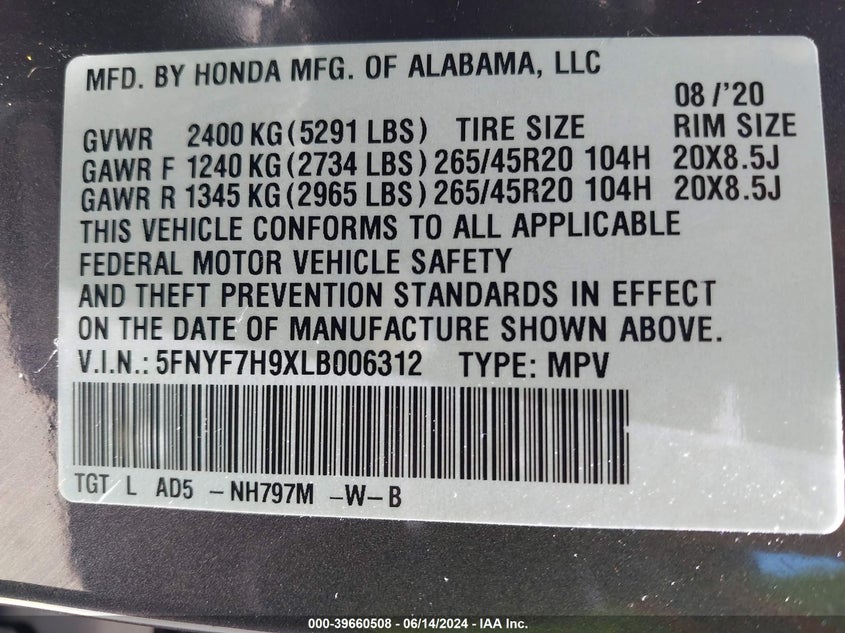 MFD. BY HONDA MFG. OF ALABAMA, LLC
08/'20
GVWR 2400 KG (5291 LBS) TIRE SIZE RIM SIZE
GAWR F 1240 KG (2734 LBS) 265/45R20 104H 20X8.5J
GAWR R 1345 KG (2965 LBS) 265/45R20 104H 20X8.5J
THIS VEHICLE CONFORMS TO ALL APPLICABLE
FEDERAL MOTOR VEHICLE SAFETY
AND THEFT PREVENTION STANDARDS IN EFFECT
ON THE DATE OF MANUFACTURE SHOWN ABOVE.
V.I.N.: 5FNYF7H9XLB006312 TYPE: MPV
TGT L AD5 -NH797M -W-B
000-39660508 - 06/14/2024 - IAA Inc.